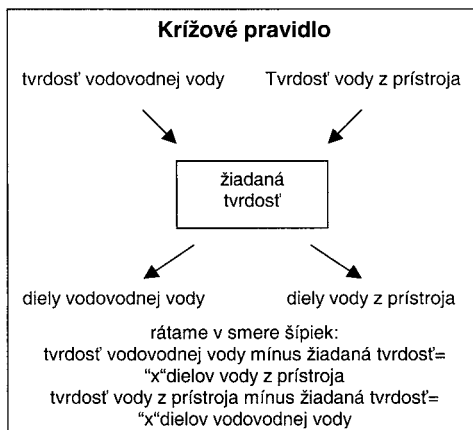 Krížové pravidlo
tvrdosť vodovodnej vody
Tvrdosť vody z prístroja
žiadaná
tvrdosť
diely vodovodnej vody
diely vody z prístroja
rátame v smere šípiek:
tvrdosť vodovodnej vody mínus žiadaná tvrdosť=
"x"dielov vody z prístroja
tvrdosť vody z prístroja mínus žiadaná tvrdosť=
"x"dielov vodovodnej vody